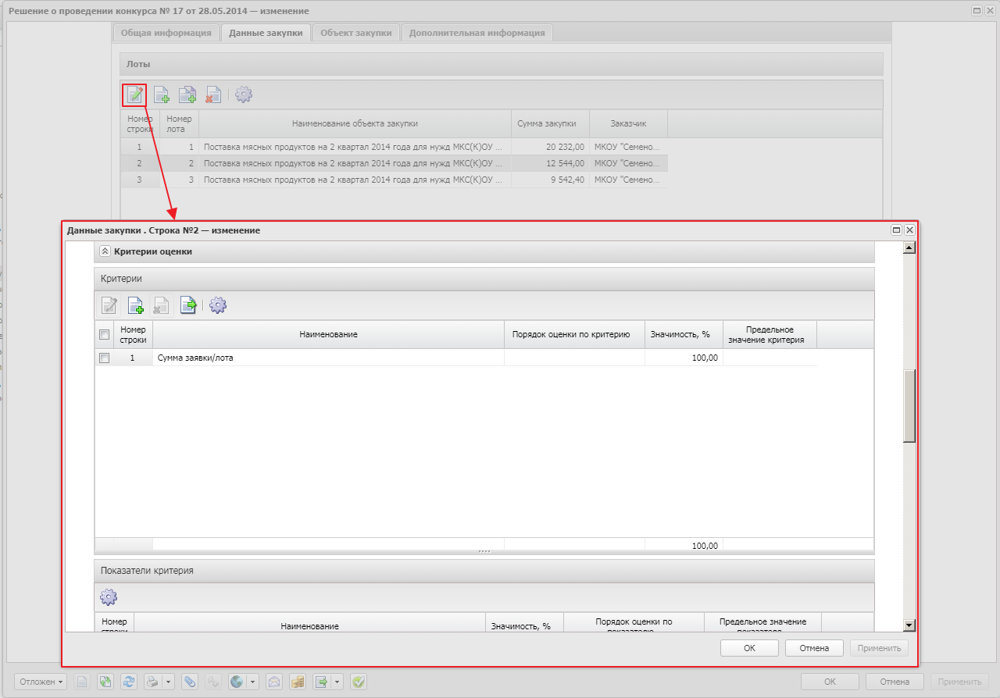 Решение о проведении конкурса № 17 от 28.05.2014 — изменение
Общая информация
Данные закупки
Объект закупки
Дополнительная информация
Лоты
Номер строки
Номер лота
Наименование объекта закупки
Сумма закупки
Заказчик
1 1 Поставка мясных продуктов на 2 квартал 2014 года для нужд МКС(К)ОУ ... 20 232,00 МКОУ "Семено...
2 2 Поставка мясных продуктов на 2 квартал 2014 года для нужд МКС(К)ОУ ... 12 544,00 МКОУ "Семено...
3 3 Поставка мясных продуктов на 2 квартал 2014 года для нужд МКС(К)ОУ ... 9 542,40 МКОУ "Семено...
Данные закупки . Строка №2 — изменение
Критерии оценки
Критерии
Номер строки
Наименование
Порядок оценки по критерию
Значимость, %
Предельное значение критерия
1 Сумма заявки/лота 100,00
100,00
Показатели критерия
Номер строки
Наименование
Значимость, %
Порядок оценки по показателю
Предельное значение показателя
ОК
Отмена
Применить
Отложен
ОК
Отмена
Применить